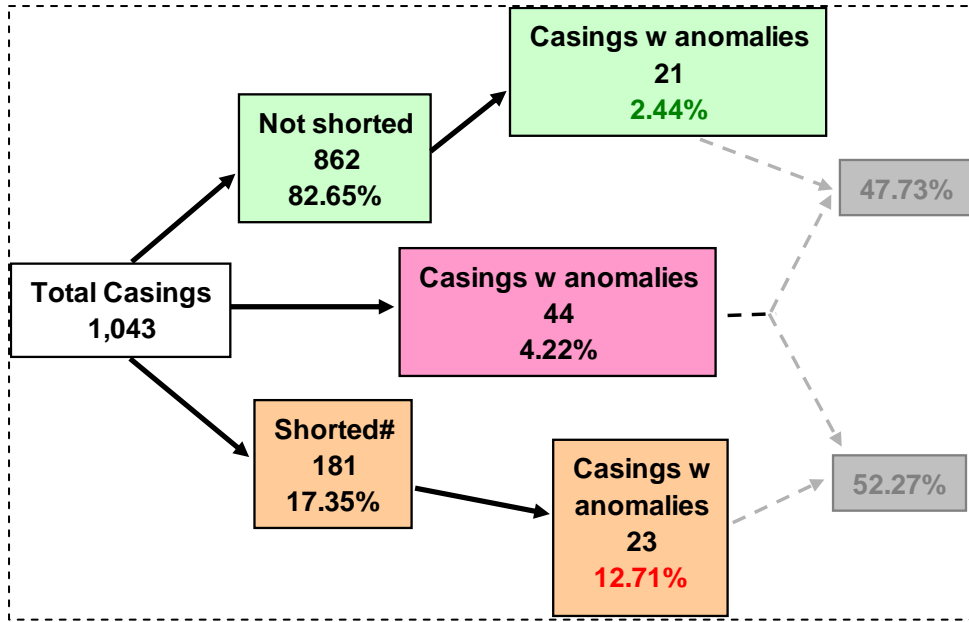 Casings w anomalies
21
2.44%
Not shorted
862
82.65%
47.73%
Total Casings
1,043
Casings w anomalies
44
4.22%
Shorted#
181
17.35%
Casings w
anomalies
23
12.71%
52.27%